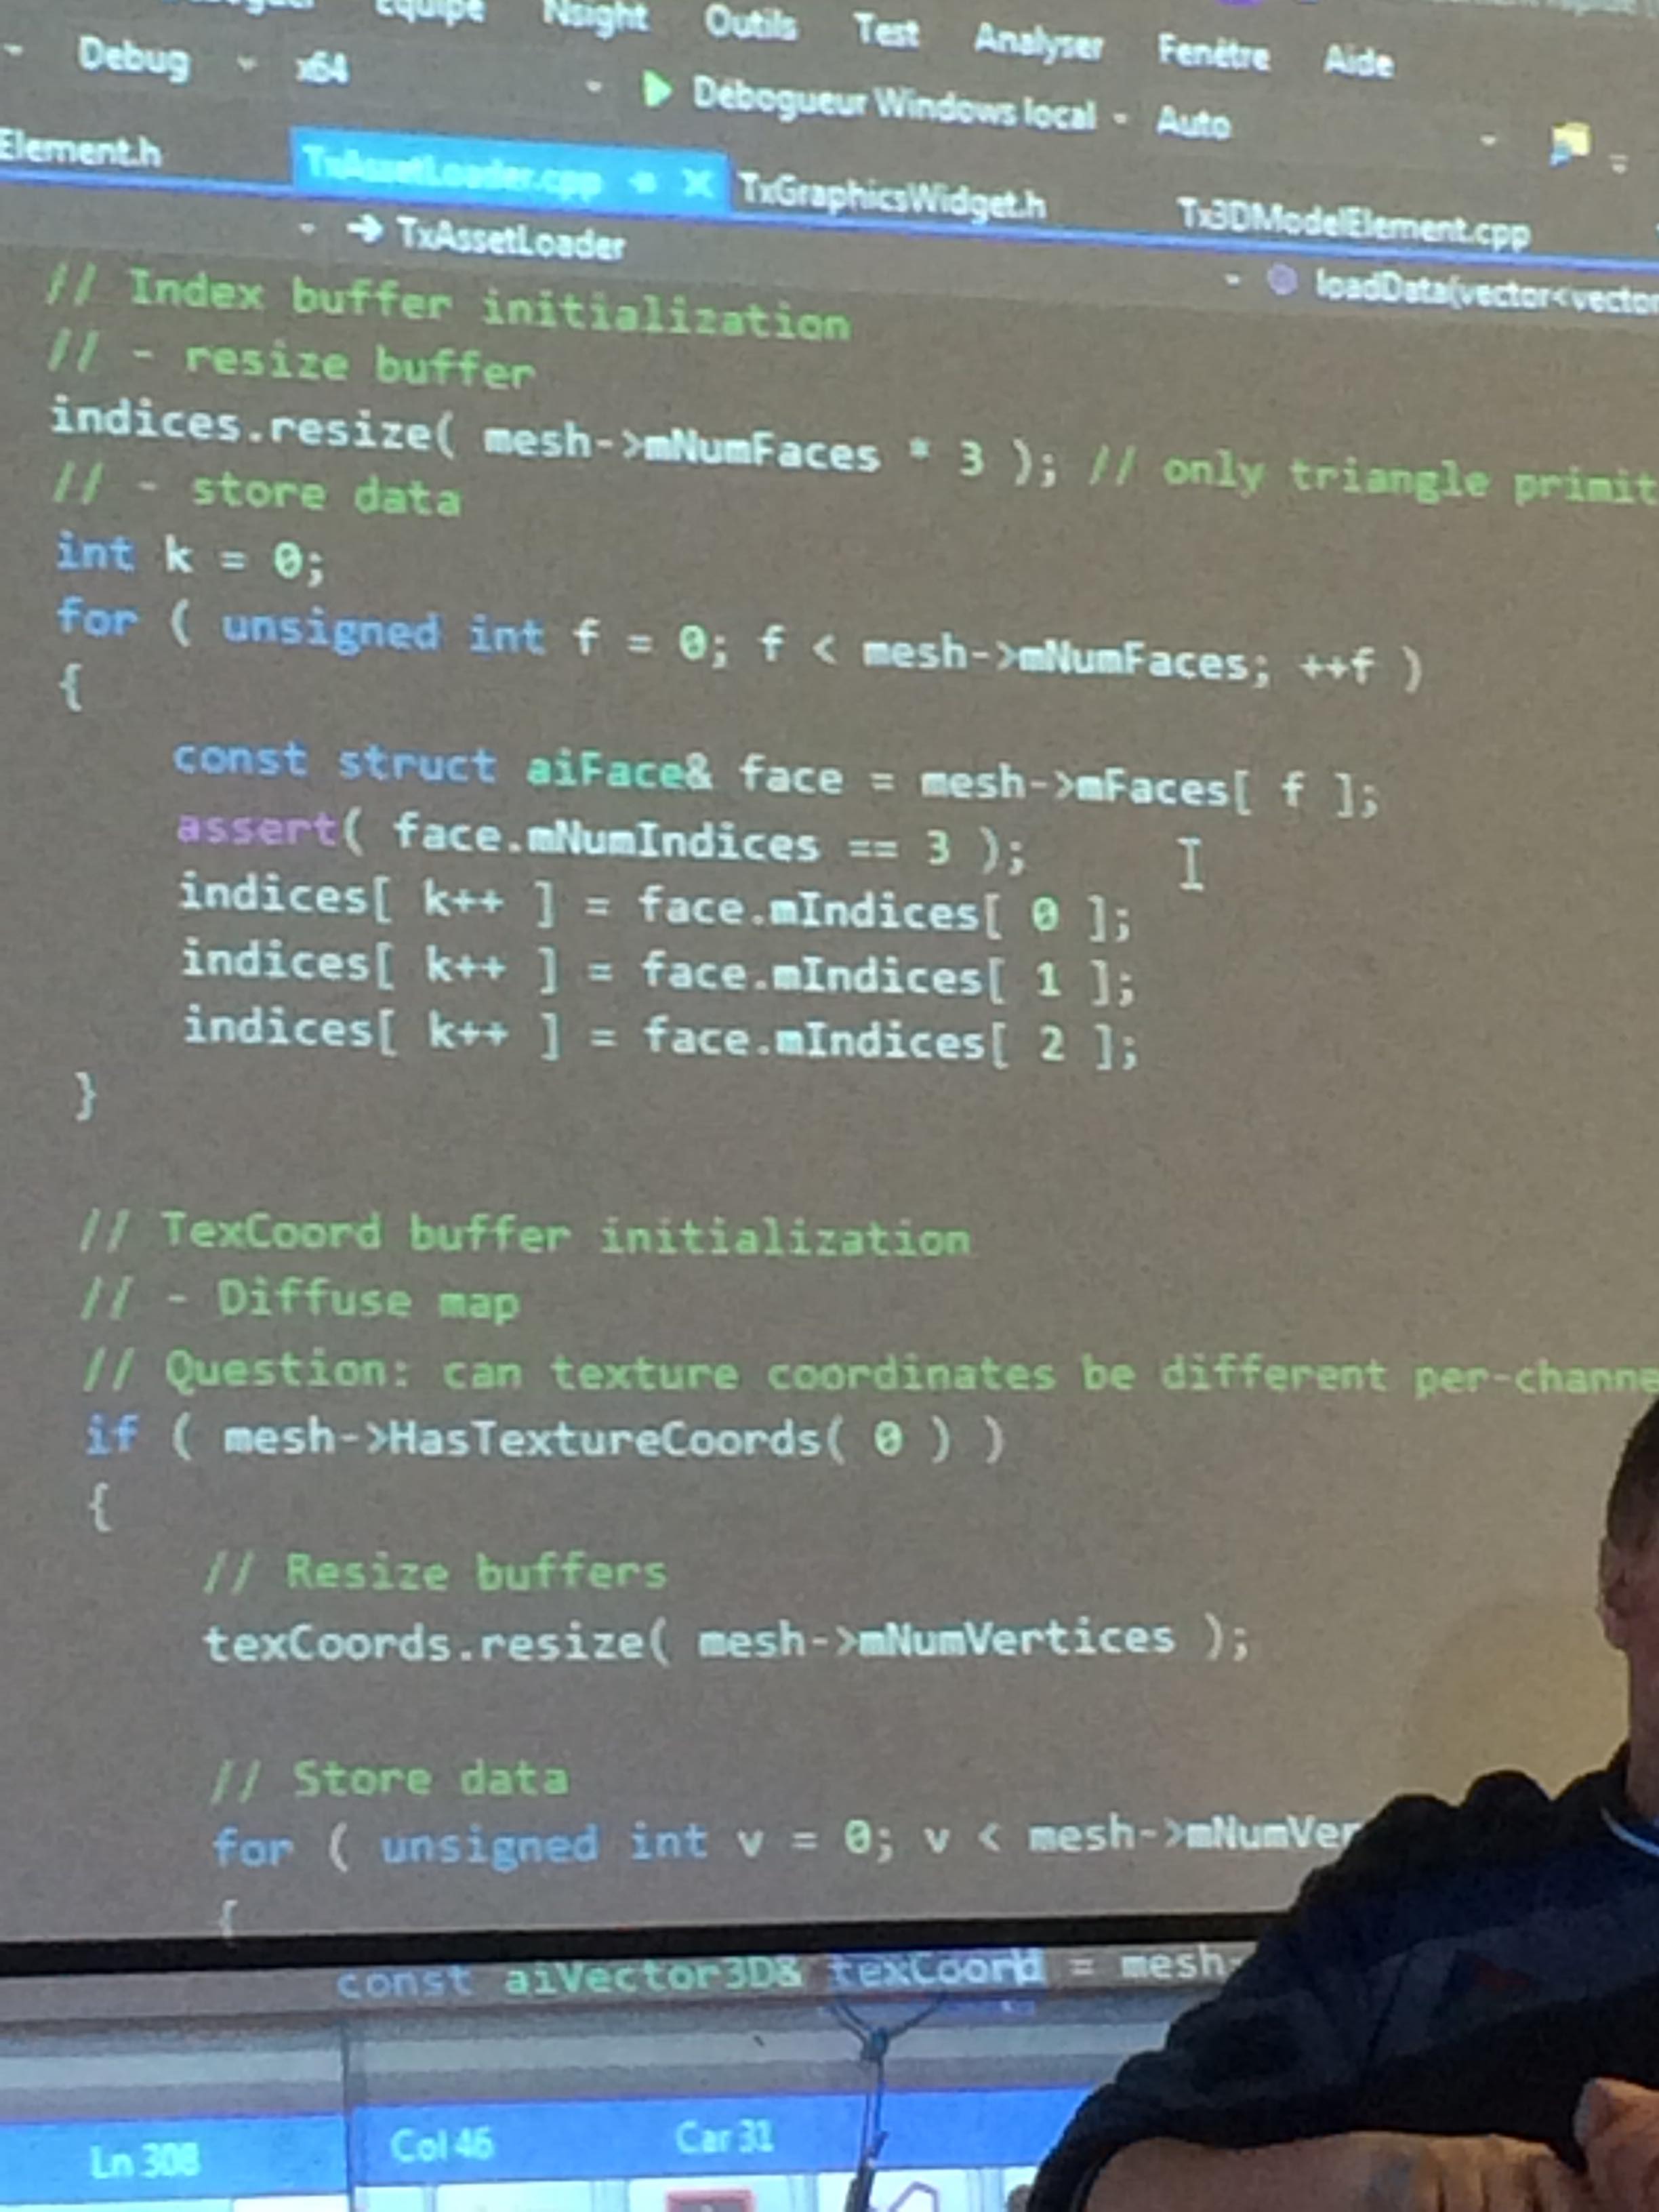 Equipe Nsight Outils Test Analyser Fenêtre Aide
Debug x64 Débogueur Windows local Auto
Element.h TxAssetLoader.cpp TxGraphicsWidget.h Tx3DModelElement.cpp
TxAssetLoader loadData(vector<vector
// Index buffer initialization
// - resize buffer
indices.resize( mesh->mNumFaces * 3 ); // only triangle primit
// - store data
int k = 0;
for ( unsigned int f = 0; f < mesh->mNumFaces; ++f )
{
const struct aiFace& face = mesh->mFaces[ f ];
assert( face.mNumIndices == 3 );
indices[ k++ ] = face.mIndices[ 0 ];
indices[ k++ ] = face.mIndices[ 1 ];
indices[ k++ ] = face.mIndices[ 2 ];
}
// TexCoord buffer initialization
// - Diffuse map
// Question: can texture coordinates be different per-channe
if ( mesh->HasTextureCoords( 0 ) )
{
// Resize buffers
texCoords.resize( mesh->mNumVertices );
// Store data
for ( unsigned int v = 0; v < mesh->mNumVer
{
const aiVector3D& texCoord = mesh-
Ln 308 Col 46 Car 31